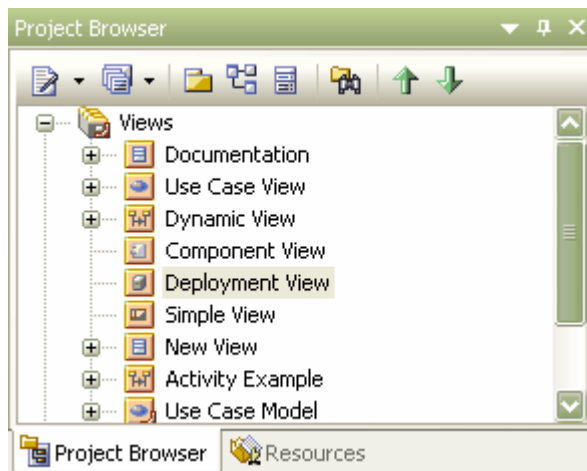 Project Browser
Views
Documentation
Use Case View
Dynamic View
Component View
Deployment View
Simple View
New View
Activity Example
Use Case Model
Project Browser Resources